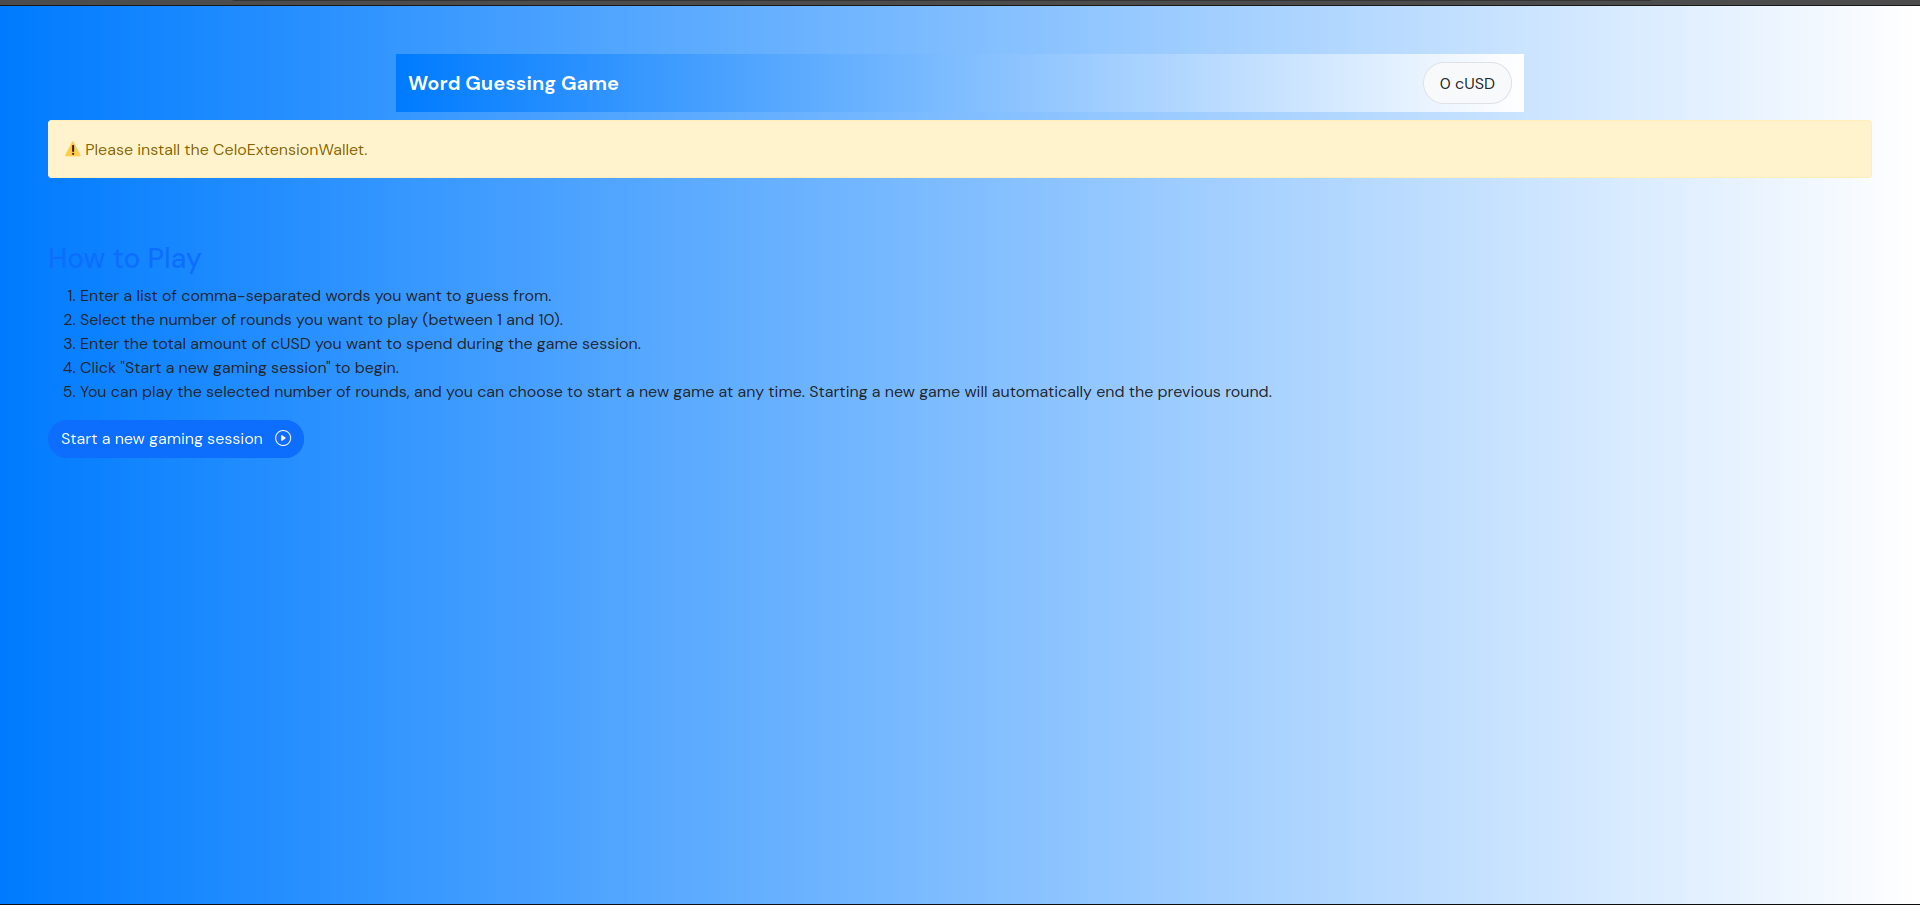 Word Guessing Game
0 cUSD
⚠️ Please install the CeloExtensionWallet.
How to Play
1. Enter a list of comma-separated words you want to guess from.
2. Select the number of rounds you want to play (between 1 and 10).
3. Enter the total amount of cUSD you want to spend during the game session.
4. Click "Start a new gaming session" to begin.
5. You can play the selected number of rounds, and you can choose to start a new game at any time. Starting a new game will automatically end the previous round.
Start a new gaming session